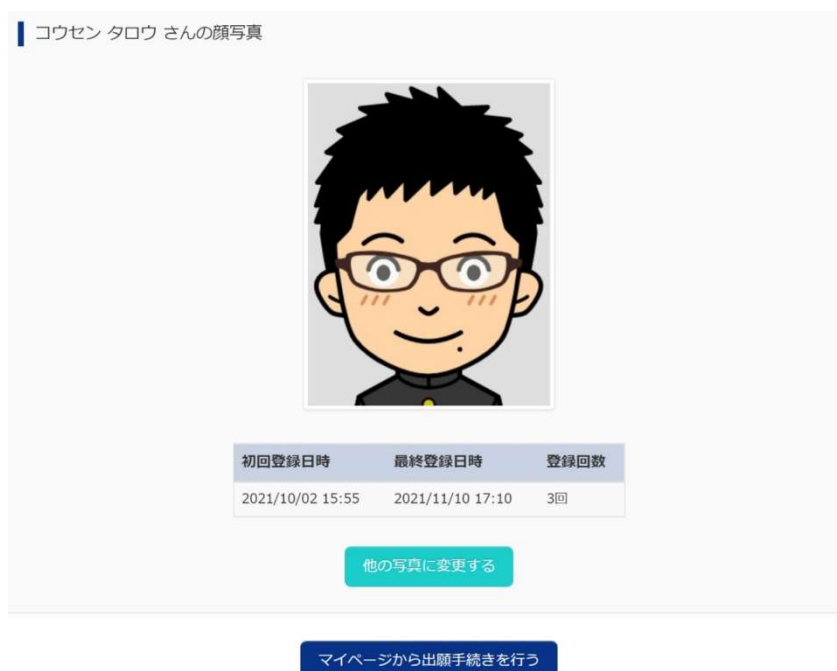 コウセン タロウ さんの顔写真
初回登録日時 最終登録日時 登録回数
2021/10/02 15:55 2021/11/10 17:10 3回
他の写真に変更する
マイページから出願手続きを行う